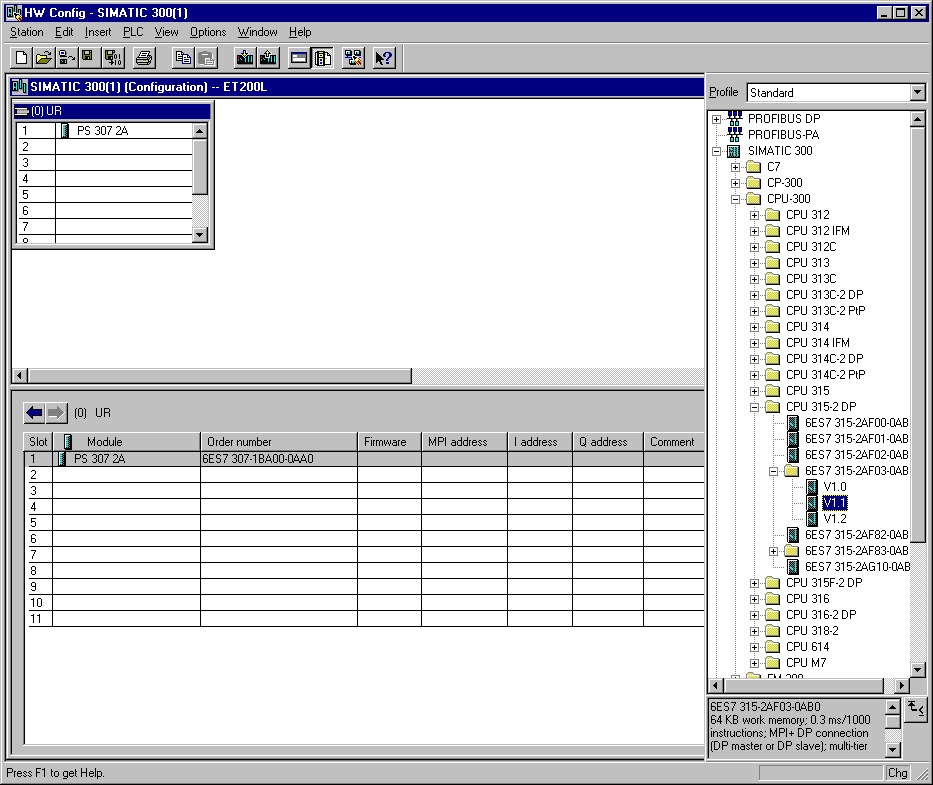 HW Config - SIMATIC 300(1)
Station Edit Insert PLC View Options Window Help
SIMATIC 300(1) (Configuration) -- ET200L
(0) UR
1 PS 307 2A
2
3
4
5
6
7
8
(0) UR
Slot Module Order number Firmware MPI address I address Q address Comment
1 PS 307 2A 6ES7 307-1BA00-0AA0
2
3
4
5
6
7
8
9
10
11
Profile Standard
PROFIBUS DP
PROFIBUS-PA
SIMATIC 300
C7
CP-300
CPU-300
CPU 312
CPU 312 IFM
CPU 312C
CPU 313
CPU 313C
CPU 313C-2 DP
CPU 313C-2 PtP
CPU 314
CPU 314 IFM
CPU 314C-2 DP
CPU 314C-2 PtP
CPU 315
CPU 315-2 DP
6ES7 315-2AF00-0AB
6ES7 315-2AF01-0AB
6ES7 315-2AF02-0AB
6ES7 315-2AF03-0AB
V1.0
V1.1
V1.2
6ES7 315-2AF82-0AB
6ES7 315-2AF83-0AB
6ES7 315-2AG10-0AB
CPU 315F-2 DP
CPU 316
CPU 316-2 DP
CPU 318-2
CPU 614
CPU M7
FM-300
6ES7 315-2AF03-0AB0
64 KB work memory; 0.3 ms/1000
instructions; MPI+ DP connection
(DP master or DP slave); multi-tier
Press F1 to get Help.
Chg